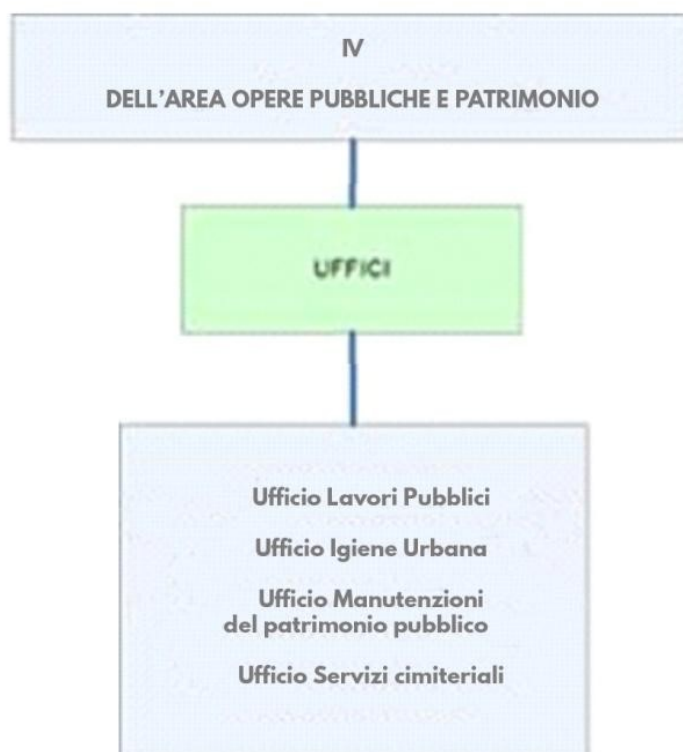 IV
DELL'AREA OPERE PUBBLICHE E PATRIMONIO
UFFICI
Ufficio Lavori Pubblici
Ufficio Igiene Urbana
Ufficio Manutenzioni
del patrimonio pubblico
Ufficio Servizi cimiteriali